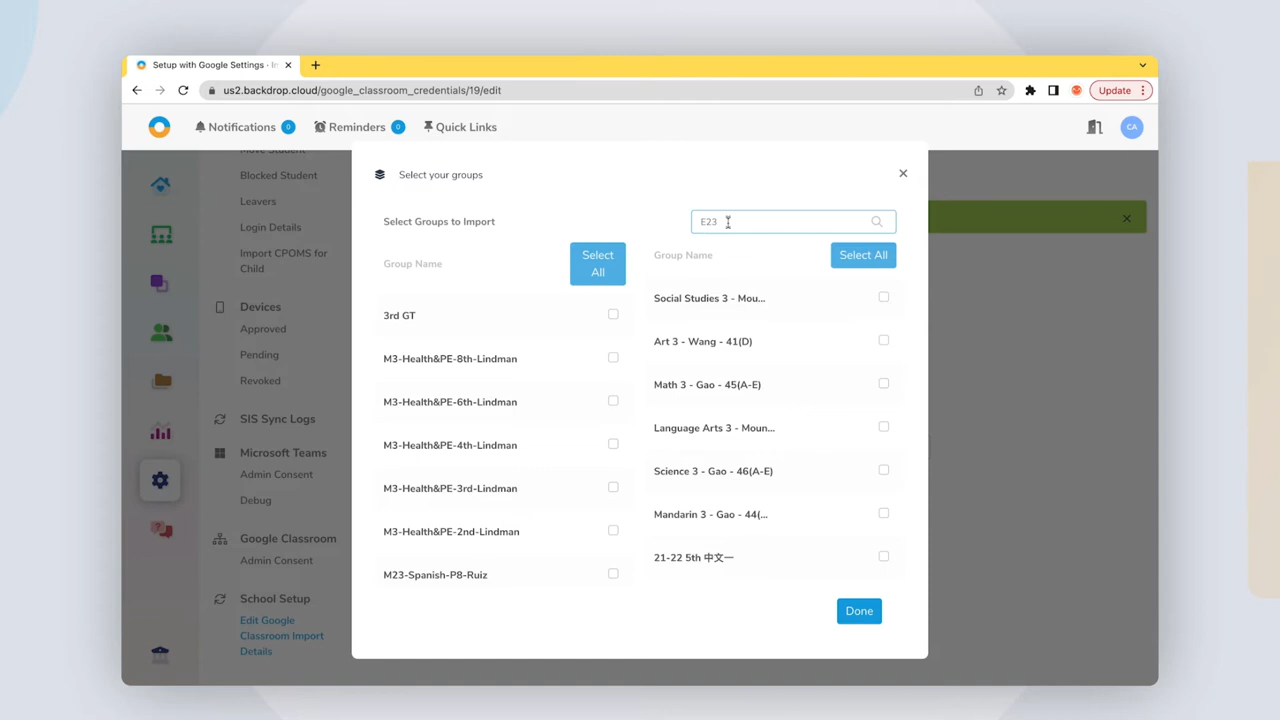 Setup with Google Settings · In
us2.backdrop.cloud/google_classroom_credentials/19/edit
Update
Notifications 0
Reminders 0
Quick Links
CA
Move Student
Blocked Student
Leavers
Login Details
Import CPOMS for
Child
Devices
Approved
Pending
Revoked
SIS Sync Logs
Microsoft Teams
Admin Consent
Debug
Google Classroom
Admin Consent
School Setup
Edit Google
Classroom Import
Details
Select your groups
Select Groups to Import
E23
Group Name
Select
All
3rd GT
M3-Health&PE-8th-Lindman
M3-Health&PE-6th-Lindman
M3-Health&PE-4th-Lindman
M3-Health&PE-3rd-Lindman
M3-Health&PE-2nd-Lindman
M23-Spanish-P8-Ruiz
Group Name
Select All
Social Studies 3 - Mou...
Art 3 - Wang - 41(D)
Math 3 - Gao - 45(A-E)
Language Arts 3 - Moun...
Science 3 - Gao - 46(A-E)
Mandarin 3 - Gao - 44(...
21-22 5th 中文一
Done